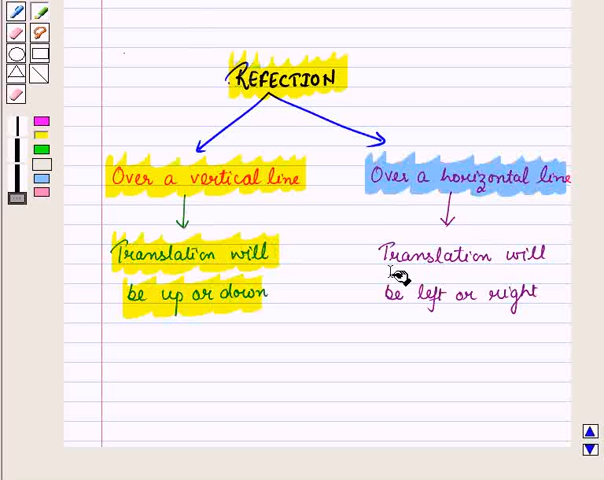 REFECTION
Over a vertical line
Over a horizontal line
Translation will
be up or down
Translation will
be left or right